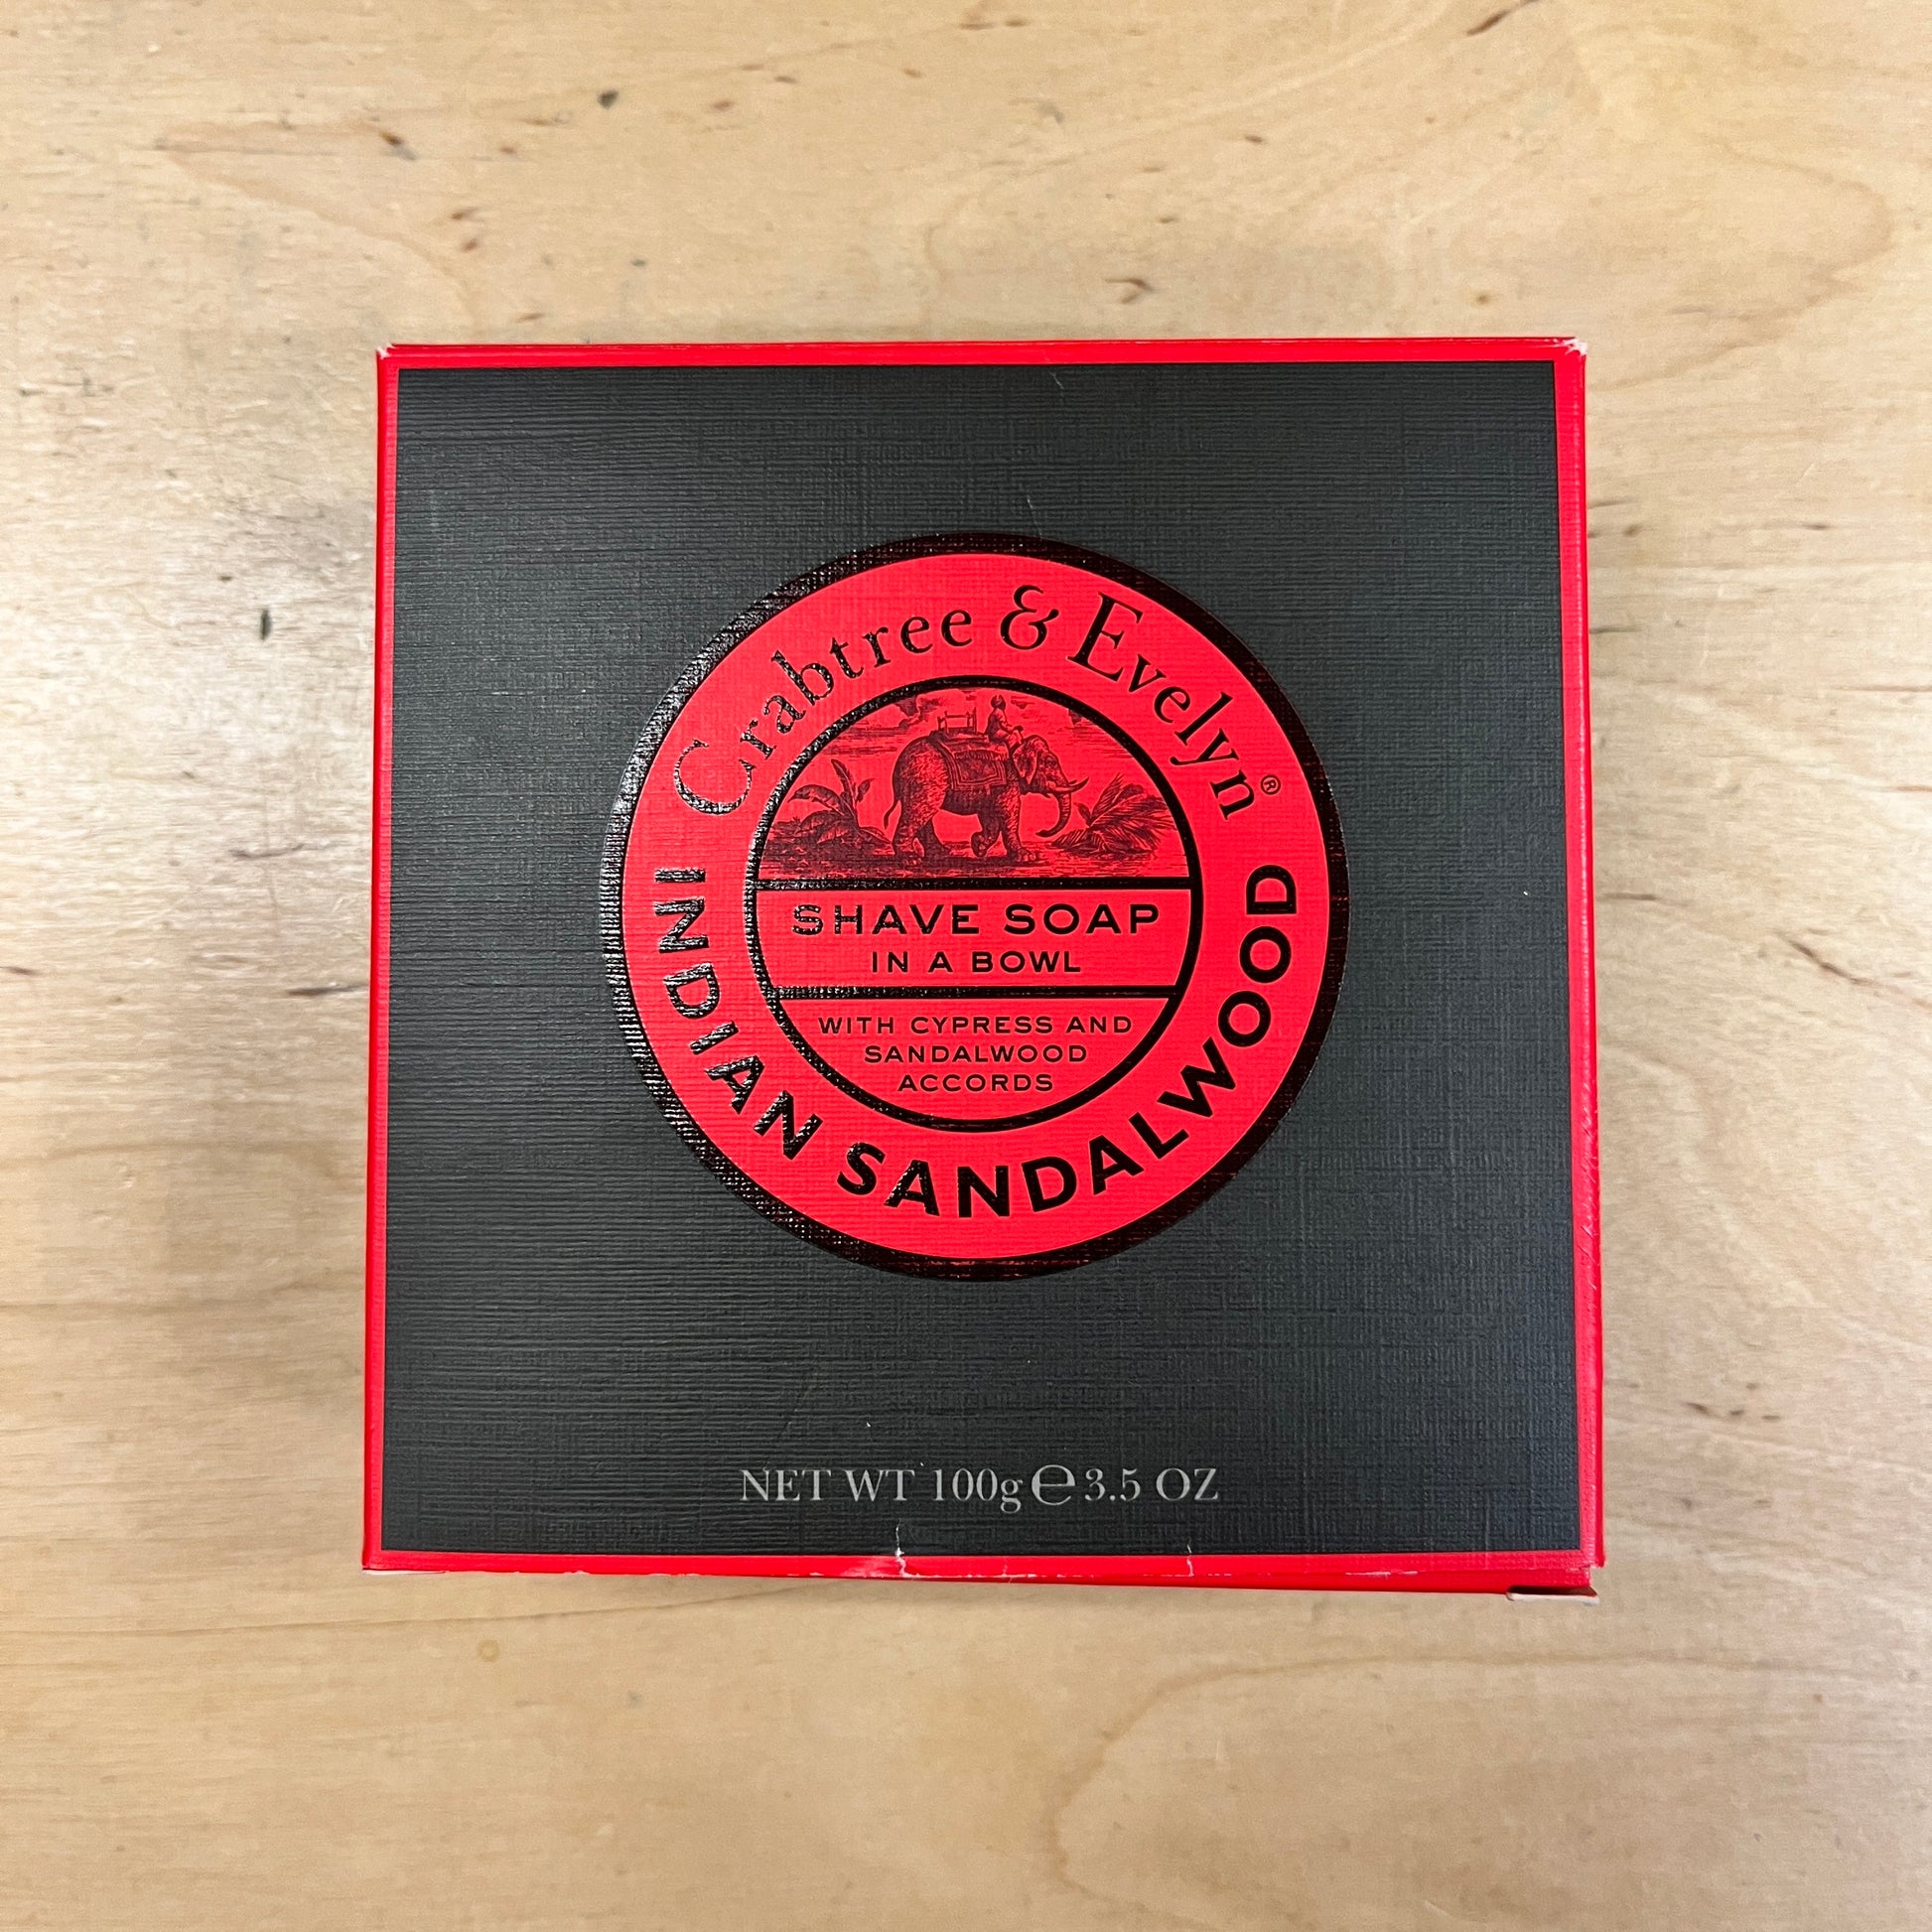 Crabtree & Evelyn®
SHAVE SOAP
IN A BOWL
WITH CYPRESS AND
SANDALWOOD
ACCORDS
INDIAN SANDALWOOD
NET WT 100g ℮ 3.5 OZ